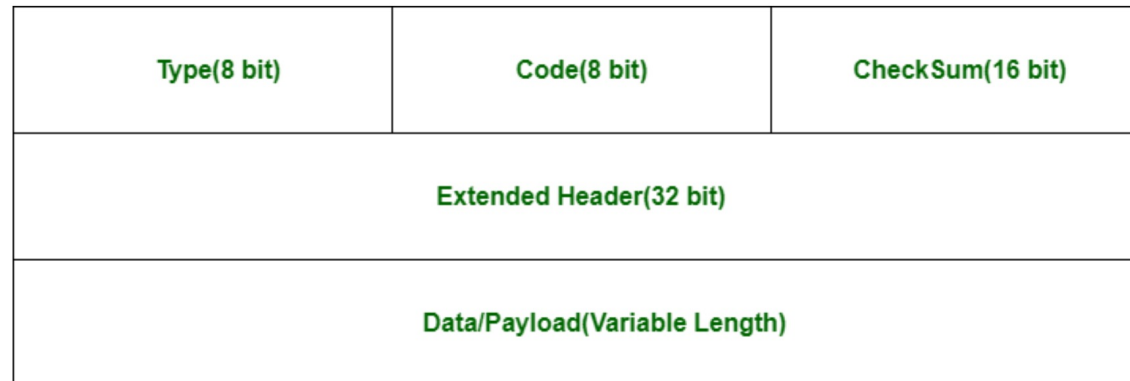 Type(8 bit)
Code(8 bit)
CheckSum(16 bit)
Extended Header(32 bit)
Data/Payload(Variable Length)